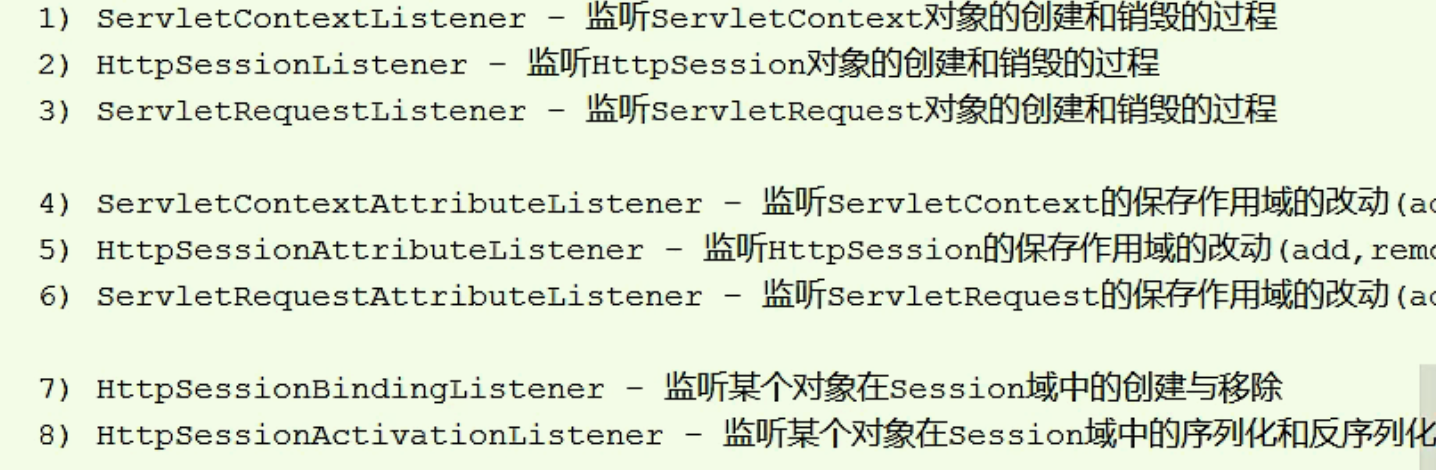 1) ServletContextListener - 监听ServletContext对象的创建和销毁的过程
2) HttpSessionListener - 监听HttpSession对象的创建和销毁的过程
3) ServletRequestListener - 监听ServletRequest对象的创建和销毁的过程
4) ServletContextAttributeListener - 监听ServletContext的保存作用域的改动(
5) HttpSessionAttributeListener - 监听HttpSession的保存作用域的改动(add,
6) ServletRequestAttributeListener - 监听ServletRequest的保存作用域的改动(
7) HttpSessionBindingListener - 监听某个对象在Session域中的创建与移除
8) HttpSessionActivationListener - 监听某个对象在Session域中的序列化和反序列化